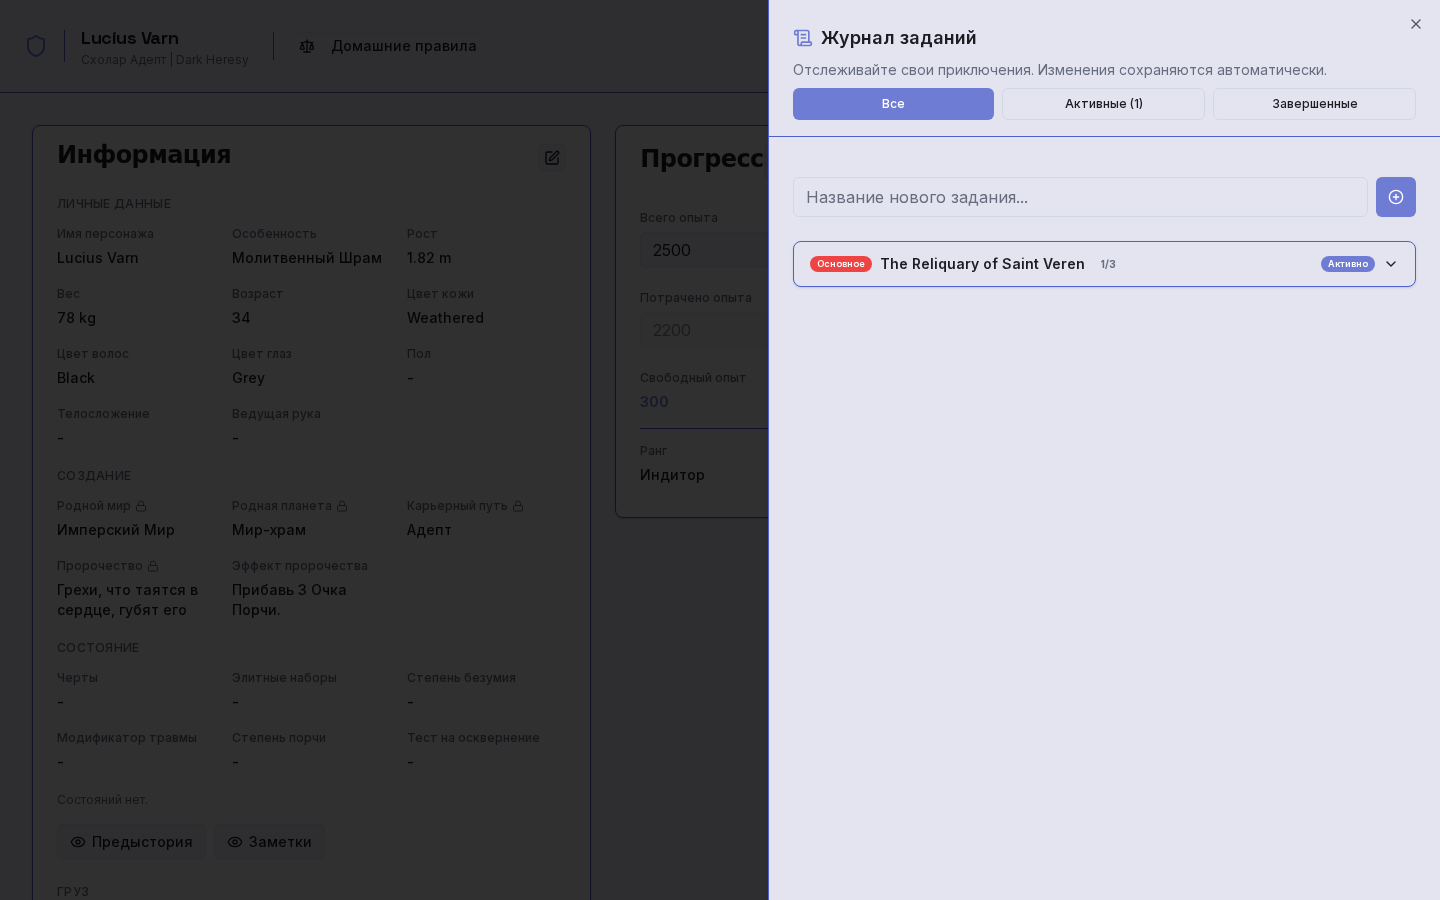 Lucius Varn
Схолар Адепт | Dark Heresy
Домашние правила
Информация
ЛИЧНЫЕ ДАННЫЕ
Имя персонажа
Особенность
Рост
Lucius Varn
Молитвенный Шрам
1.82 m
Вес
Возраст
Цвет кожи
78 kg
34
Weathered
Цвет волос
Цвет глаз
Пол
Black
Grey
-
Телосложение
Ведущая рука
-
-
СОЗДАНИЕ
Родной мир
Родная планета
Карьерный путь
Имперский Мир
Мир-храм
Адепт
Пророчество
Эффект пророчества
Грехи, что таятся в
сердце, губят его
Прибавь 3 Очка
Порчи.
СОСТОЯНИЕ
Черты
Элитные наборы
Степень безумия
-
-
-
Модификатор травмы
Степень порчи
Тест на осквернение
-
-
-
Состояний нет.
Предыстория
Заметки
ГРУЗ
Прогресс
Всего опыта
2500
Потрачено опыта
2200
Свободный опыт
300
Ранг
Индитор
Журнал заданий
Отслеживайте свои приключения. Изменения сохраняются автоматически.
Все
Активные (1)
Завершенные
Название нового задания...
Основное
The Reliquary of Saint Veren
1/3
Активно